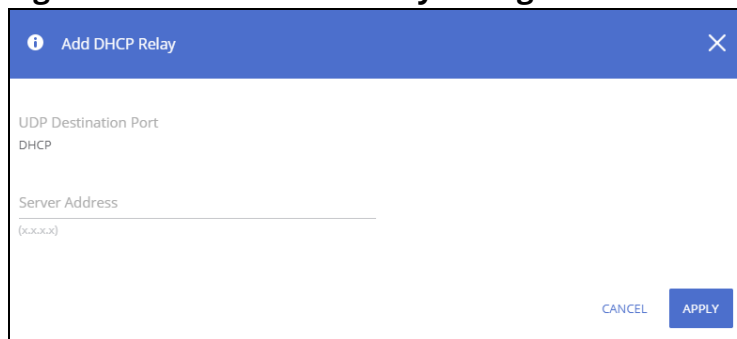 Add DHCP Relay
UDP Destination Port
DHCP
Server Address
(x.x.x.x)
CANCEL APPLY